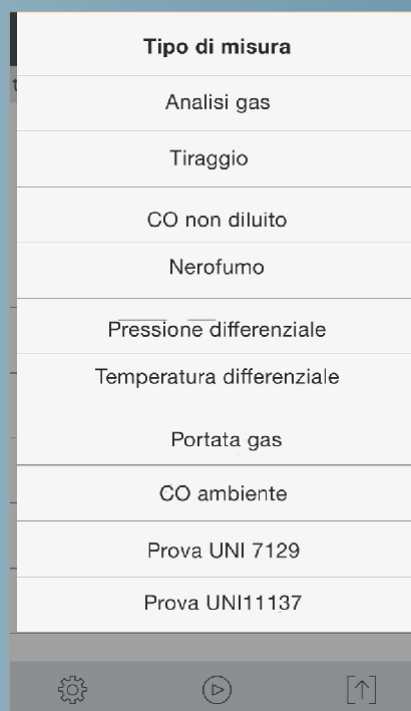 Tipo di misura
Analisi gas
Tiraggio
CO non diluito
Nerofumo
Pressione differenziale
Temperatura differenziale
Portata gas
CO ambiente
Prova UNI 7129
Prova UNI11137